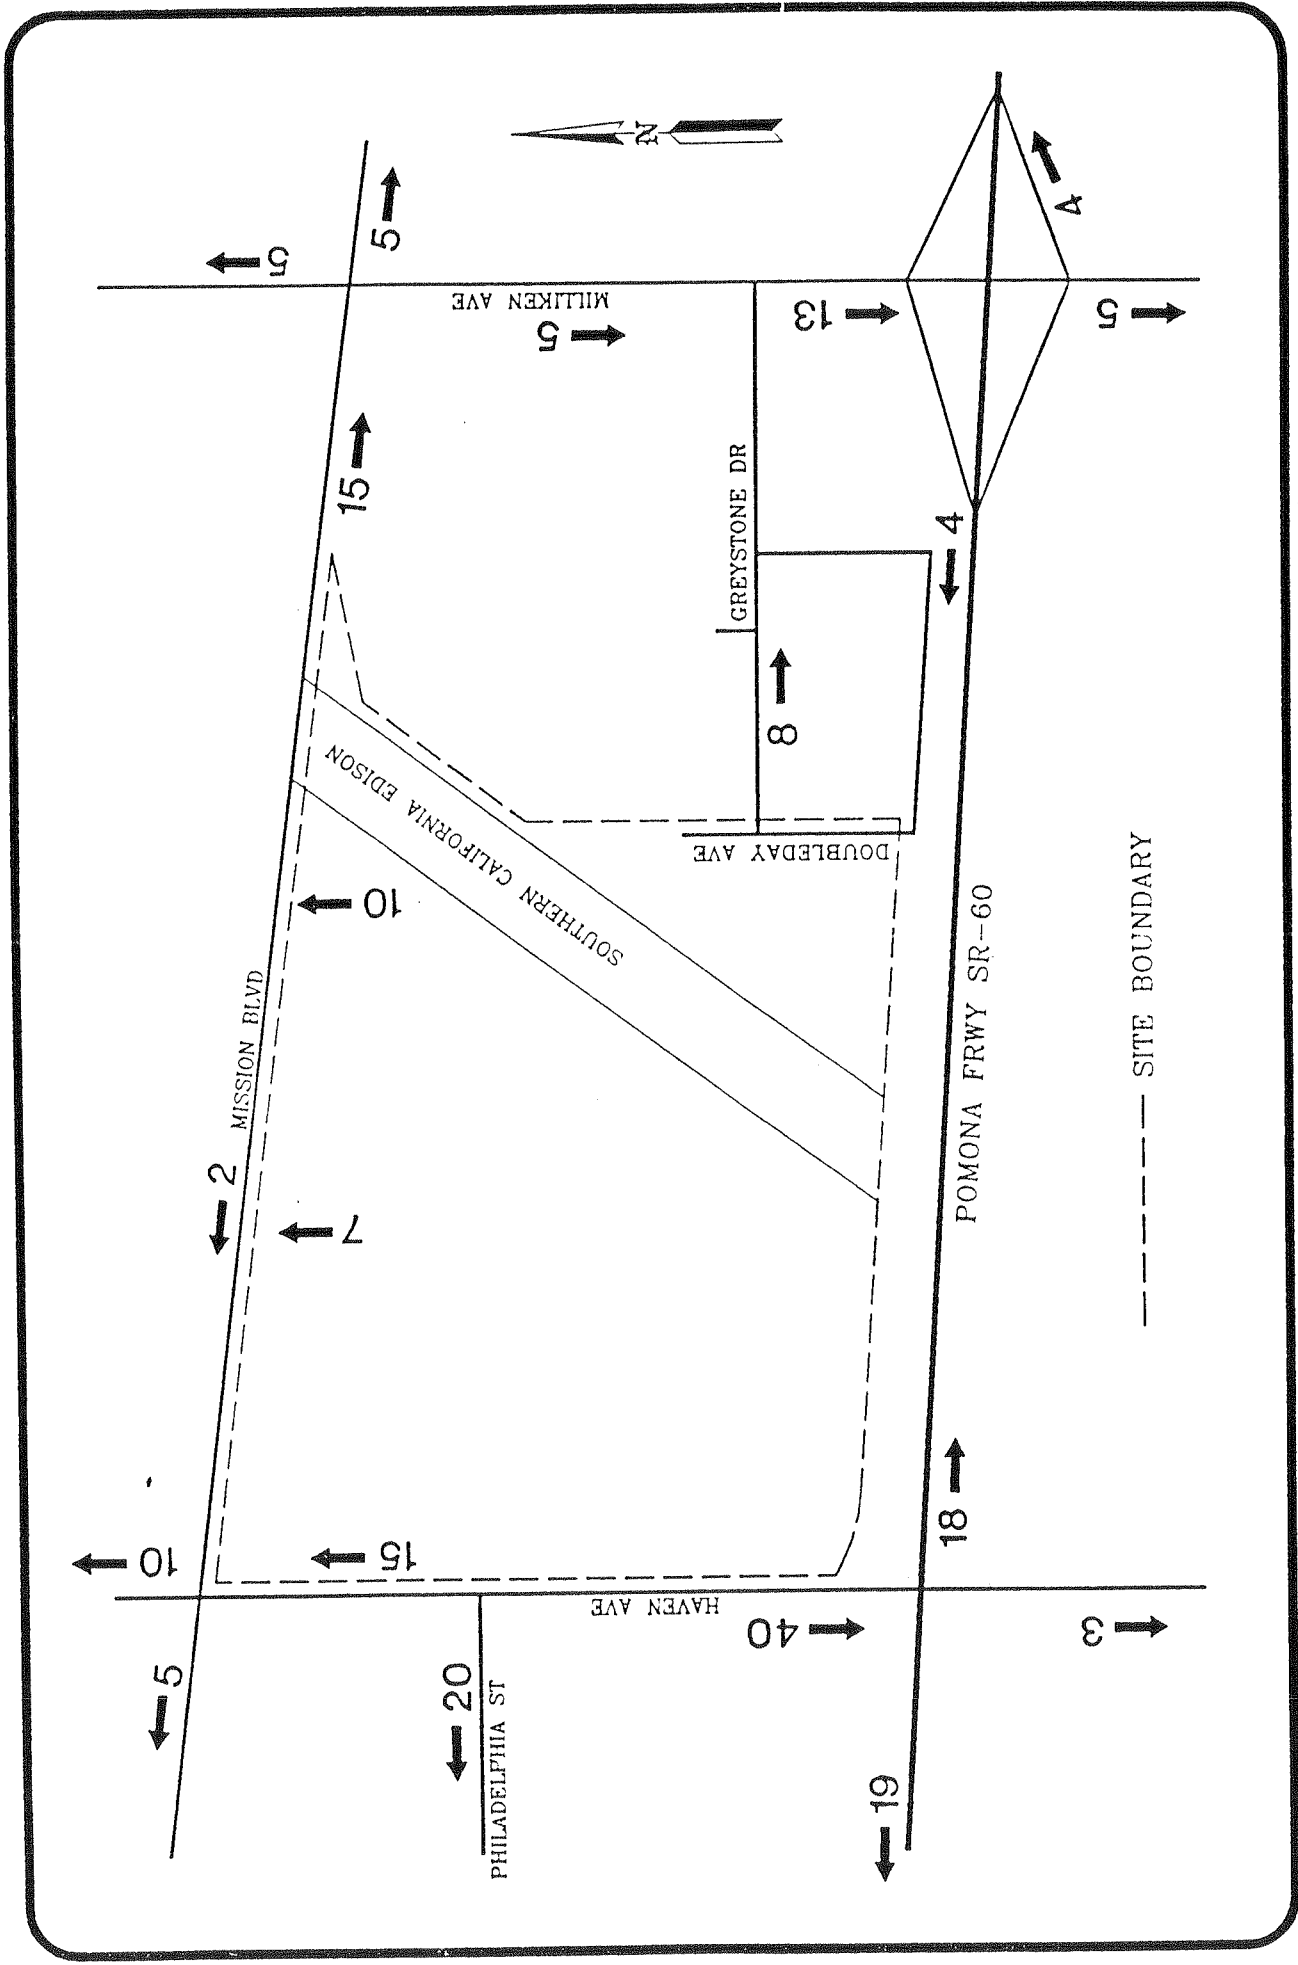 10
5
5
2
MISSION BLVD
15
7
10
15
5
20
PHILADELPHIA ST
SOUTHERN CALIFORNIA EDISON
MILLIKEN AVE
5
N
HAVEN AVE
GREYSTONE DR
DOUBLEDAY AVE
8
40
13
19
18
4
POMONA FRWY SR-60
4
3
5
SITE BOUNDARY